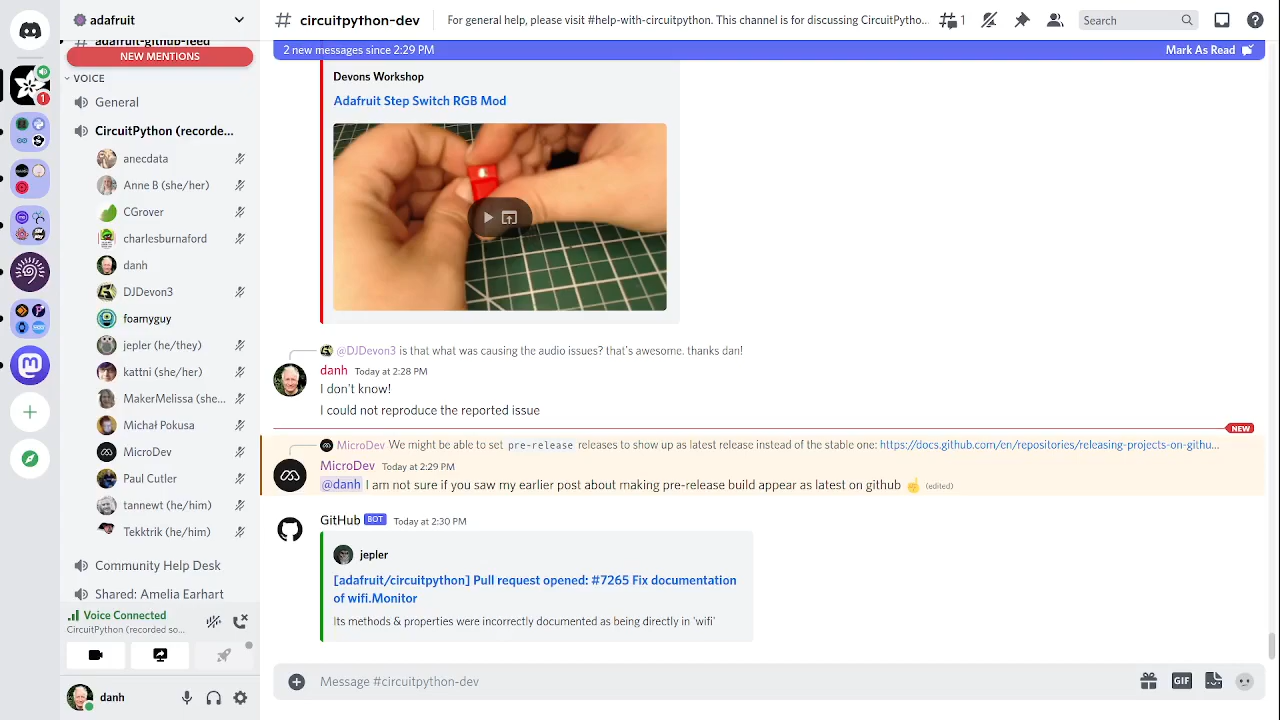 adafruit
adafruit-github-feed
NEW MENTIONS
VOICE
General
CircuitPython (recorde...
anecdata
Anne B (she/her)
CGrover
charlesburnaford
danh
DJDevon3
foamyguy
jepler (he/they)
kattni (she/her)
MakerMelissa (she...
Michał Pokusa
MicroDev
Paul Cutler
tannewt (he/him)
Tekktrik (he/him)
Community Help Desk
Shared: Amelia Earhart
Voice Connected
CircuitPython (recorded so...
danh
1
# circuitpython-dev
For general help, please visit #help-with-circuitpython. This channel is for discussing CircuitPytho...
1
Search
2 new messages since 2:29 PM
Mark As Read
Devons Workshop
Adafruit Step Switch RGB Mod
@DJDevon3 is that what was causing the audio issues? that's awesome. thanks dan!
danh Today at 2:28 PM
I don't know!
I could not reproduce the reported issue
NEW
MicroDev We might be able to set pre-release releases to show up as latest release instead of the stable one: https://docs.github.com/en/repositories/releasing-projects-on-githu...
MicroDev Today at 2:29 PM
@danh I am not sure if you saw my earlier post about making pre-release build appear as latest on github ☝ (edited)
GitHub BOT Today at 2:30 PM
jepler
[adafruit/circuitpython] Pull request opened: #7265 Fix documentation
of wifi.Monitor
Its methods & properties were incorrectly documented as being directly in 'wifi'
Message #circuitpython-dev
GIF